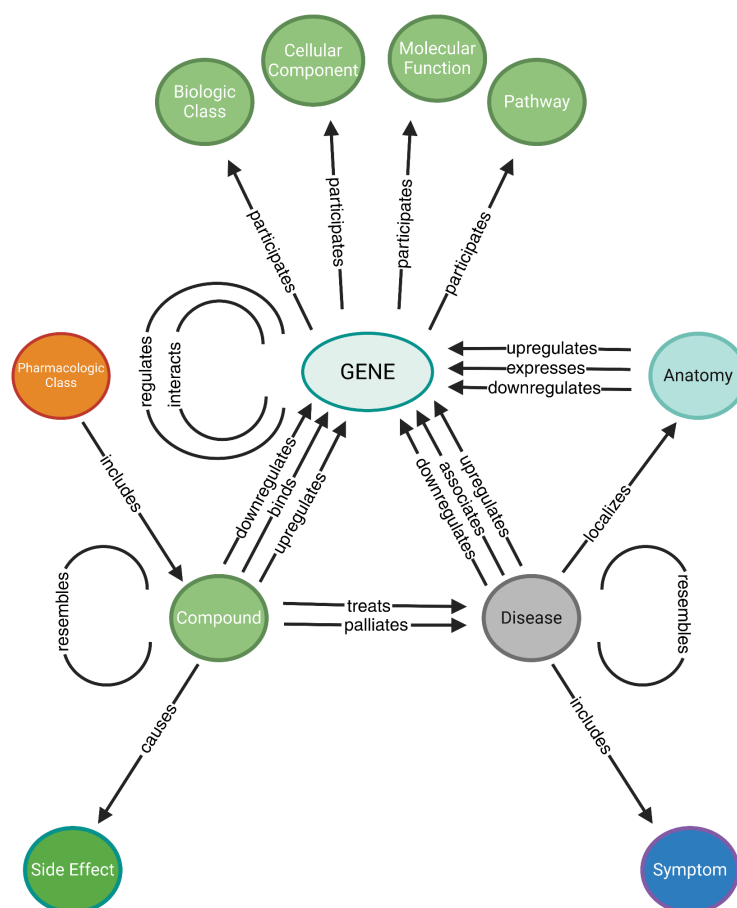 Cellular
Component
Molecular
Function
Biologic
Class
Pathway
participates
participates
participates
participates
regulates
interacts
GENE
upregulates
expresses
downregulates
Anatomy
Pharmacologic
Class
includes
downregulates
binds
upregulates
downregulates
associates
upregulates
localizes
resembles
Compound
treats
palliates
Disease
resembles
causes
includes
Side Effect
Symptom